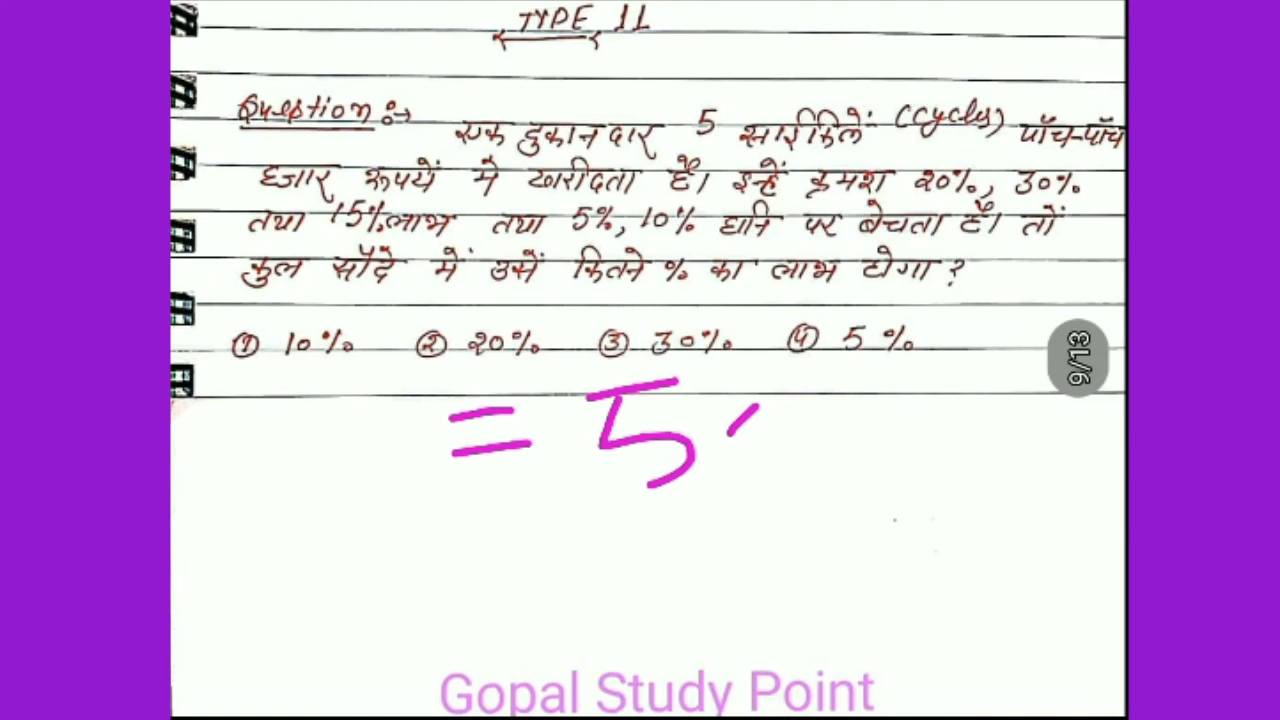 TYPE 11
Question :→ एक दुकानदार 5 साईकिलें (Cycles) पाँच-पाँच
हजार रूपयें में खरीदता हैं। इन्हें क्रमश 20%, 30%
तथा 15% लाभ तथा 5%, 10% हानि पर बेचता हैं। तों
कुल सौदे में उसें कितने % का लाभ होगा ?
① 10% ② 20% ③ 30% ④ 5%
9/13
= 5
Gopal Study Point